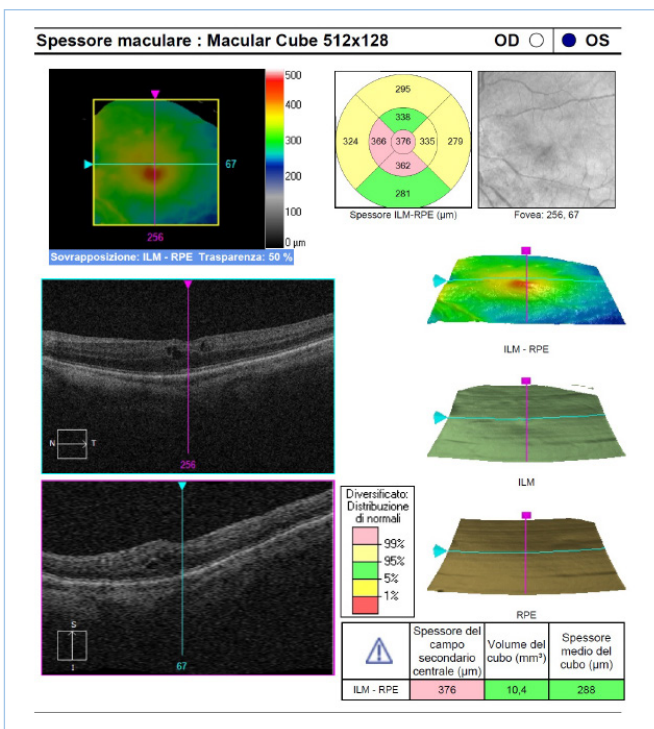 Spessore maculare : Macular Cube 512x128 OD OS
500
400
300
200
100
0 µm
67
256
Sovrapposizione: ILM - RPE Trasparenza: 50 %
295
338
324 366 376 335 279
362
281
Spessore ILM-RPE (µm)
Fovea: 256, 67
ILM - RPE
N T
256
ILM
S
I
67
Diversificato:
Distribuzione
di normali
99%
95%
5%
1%
RPE
Spessore del campo secondario centrale (µm)
Volume del cubo (mm³)
Spessore medio del cubo (µm)
ILM - RPE 376 10,4 288